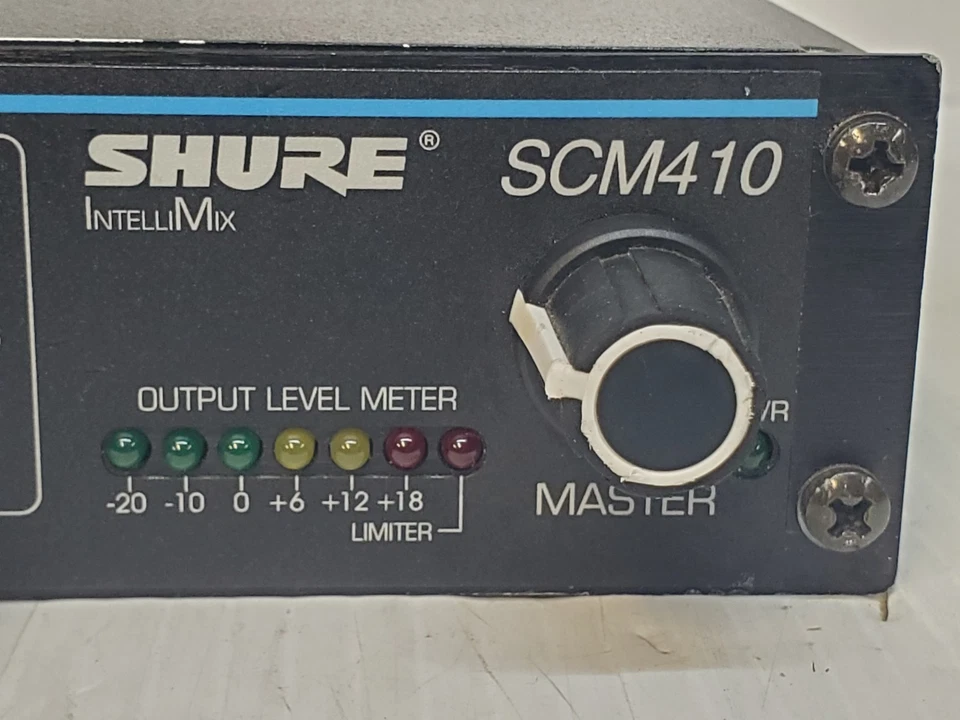 SHURE®
SCM410
INTELLIMIX
OUTPUT LEVEL METER
-20 -10 0 +6 +12 +18
LIMITER
MASTER